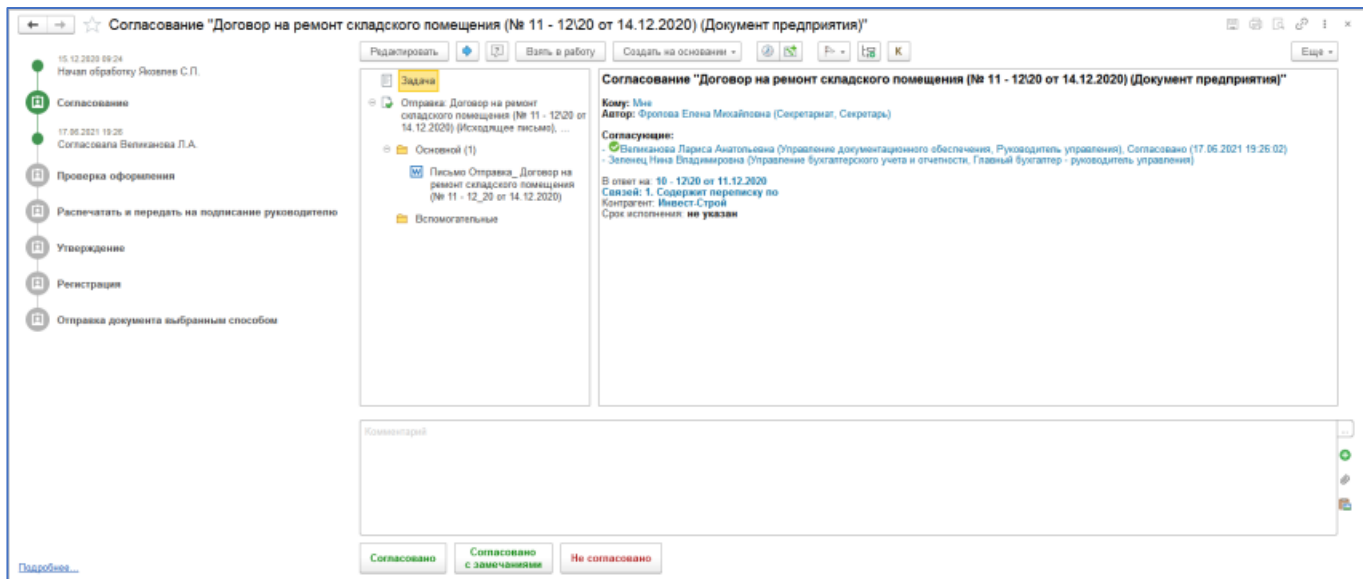 Согласование "Договор на ремонт складского помещения (№ 11 - 12\20 от 14.12.2020) (Документ предприятия)"
15.12.2020 09:24
Начал обработку Яковлев С.П.
Согласование
17.06.2021 19:26
Согласовала Великанова Л.А.
Проверка оформления
Распечатать и передать на подписание руководителю
Утверждение
Регистрация
Отправка документа выбранным способом
Подробнее...
Редактировать
Взять в работу
Создать на основании
К
Еще
Задача
Отправка: Договор на ремонт
складского помещения (№ 11 - 12\20 от
14.12.2020) (Исходящее письмо), ...
Основной (1)
Письмо Отправка_ Договор на
ремонт складского помещения
(№ 11 - 12_20 от 14.12.2020)
Вспомогательные
Согласование "Договор на ремонт складского помещения (№ 11 - 12\20 от 14.12.2020) (Документ предприятия)"
Кому: Мне
Автор: Фролова Елена Михайловна (Секретариат, Секретарь)
Согласующие:
- Великанова Лариса Анатольевна (Управление документационного обеспечения, Руководитель управления), Согласовано (17.06.2021 19:26:02)
- Зеленец Нина Владимировна (Управление бухгалтерского учета и отчетности, Главный бухгалтер - руководитель управления)
В ответ на: 10 - 12\20 от 11.12.2020
Связей: 1. Содержит переписку по
Контрагент: Инвест-Строй
Срок исполнения: не указан
Комментарий
Согласовано
Согласовано
с замечаниями
Не согласовано